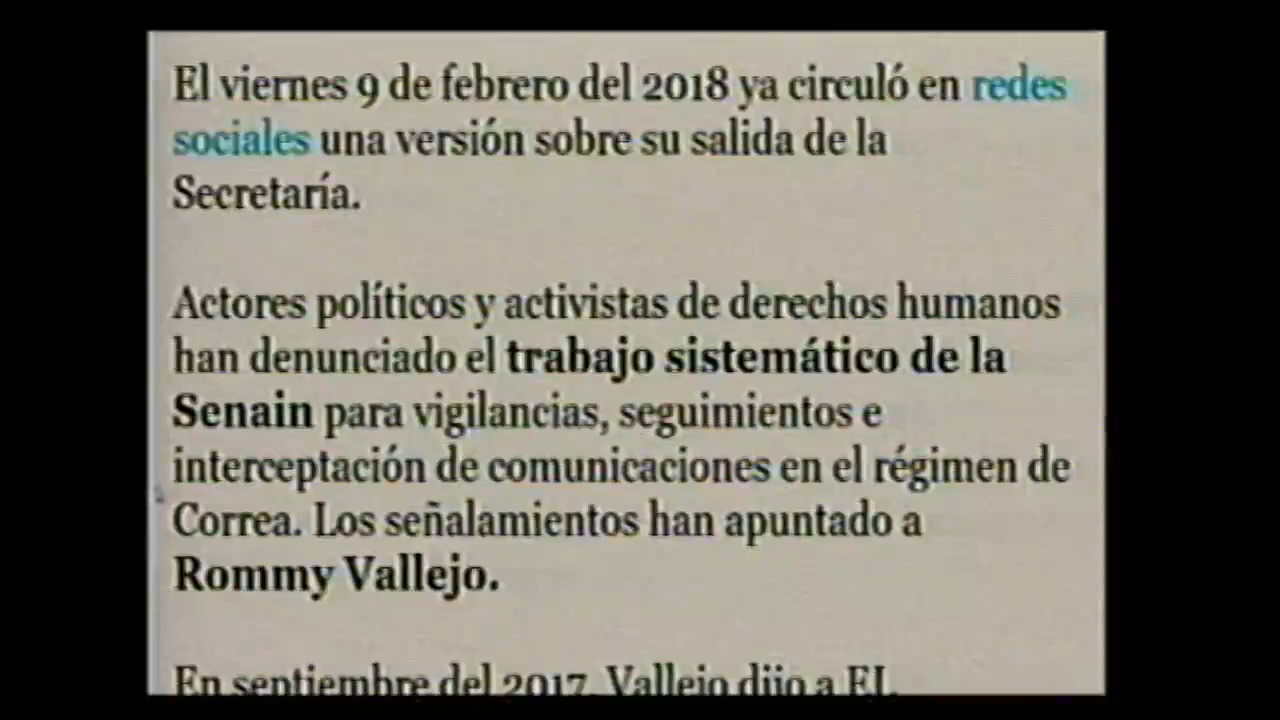 El viernes 9 de febrero del 2018 ya circuló en redes
sociales una versión sobre su salida de la
Secretaría.
Actores políticos y activistas de derechos humanos
han denunciado el trabajo sistemático de la
Senain para vigilancias, seguimientos e
interceptación de comunicaciones en el régimen de
Correa. Los señalamientos han apuntado a
Rommy Vallejo.
En septiembre del 2017, Vallejo dijo a EL